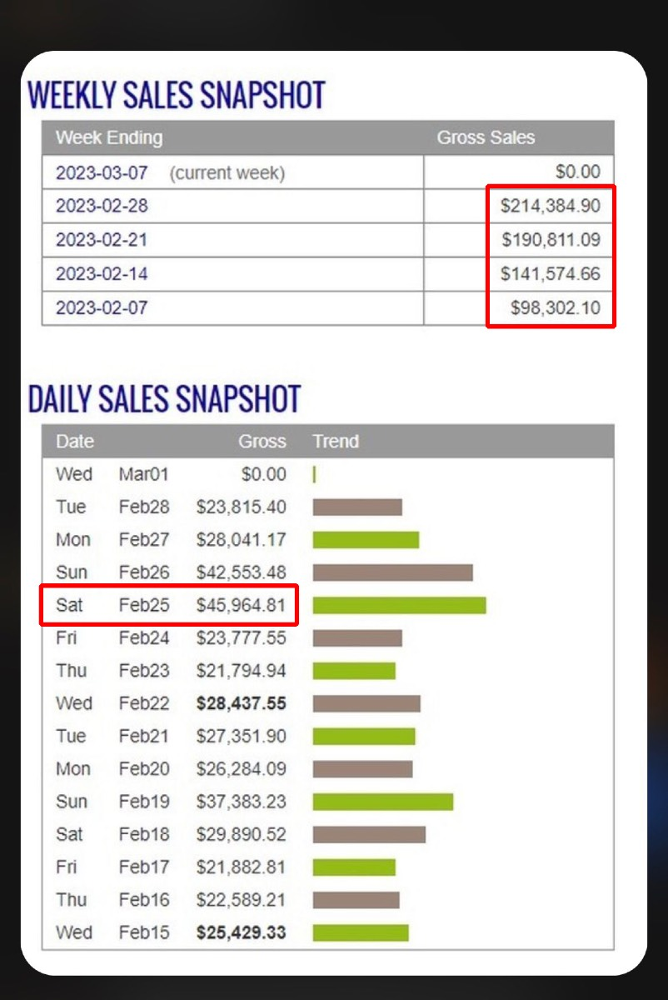 WEEKLY SALES SNAPSHOT
Week Ending Gross Sales
2023-03-07 (current week) $0.00
2023-02-28 $214,384.90
2023-02-21 $190,811.09
2023-02-14 $141,574.66
2023-02-07 $98,302.10
DAILY SALES SNAPSHOT
Date Gross Trend
Wed Mar01 $0.00
Tue Feb28 $23,815.40
Mon Feb27 $28,041.17
Sun Feb26 $42,553.48
Sat Feb25 $45,964.81
Fri Feb24 $23,777.55
Thu Feb23 $21,794.94
Wed Feb22 $28,437.55
Tue Feb21 $27,351.90
Mon Feb20 $26,284.09
Sun Feb19 $37,383.23
Sat Feb18 $29,890.52
Fri Feb17 $21,882.81
Thu Feb16 $22,589.21
Wed Feb15 $25,429.33